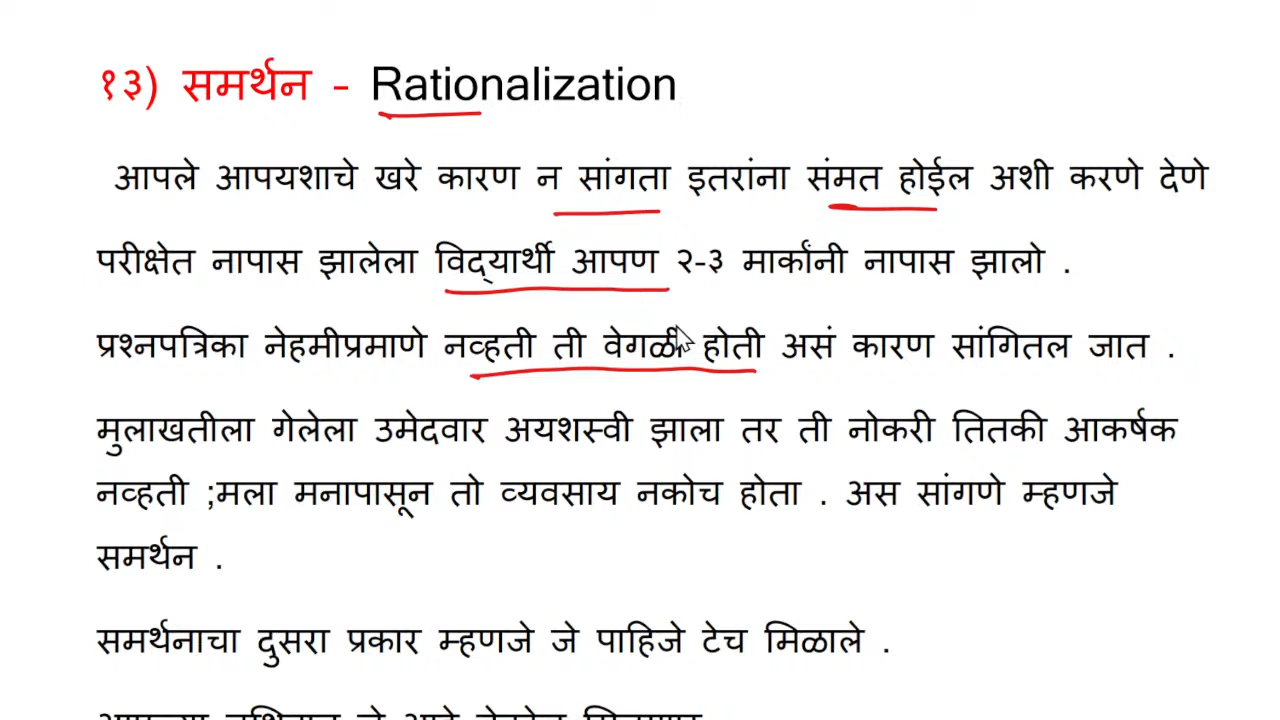 १३) समर्थन - Rationalization
आपले आपयशाचे खरे कारण न सांगता इतरांना संमत होईल अशी करणे देणे
परीक्षेत नापास झालेला विद्यार्थी आपण २-३ मार्कांनी नापास झालो .
प्रश्नपत्रिका नेहमीप्रमाणे नव्हती ती वेगळी होती असं कारण सांगितल जात .
मुलाखतीला गेलेला उमेदवार अयशस्वी झाला तर ती नोकरी तितकी आकर्षक
नव्हती ;मला मनापासून तो व्यवसाय नकोच होता . अस सांगणे म्हणजे
समर्थन .
समर्थनाचा दुसरा प्रकार म्हणजे जे पाहिजे टेच मिळाले .